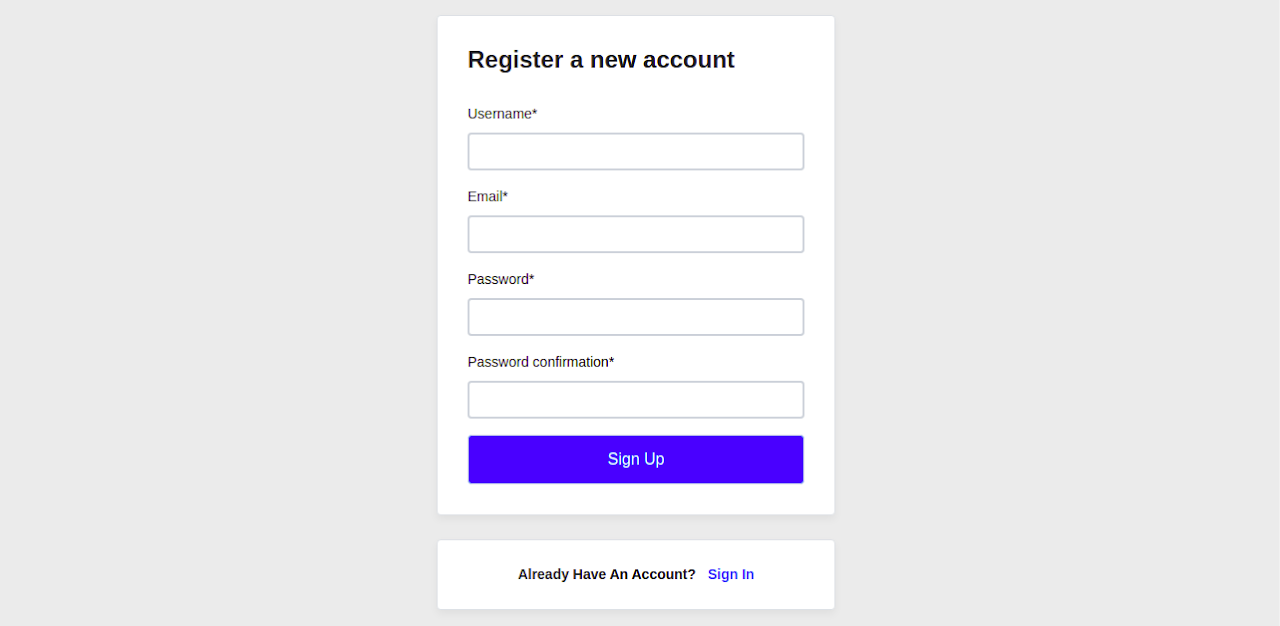 Register a new account
Username*
Email*
Password*
Password confirmation*
Sign Up
Already Have An Account? Sign In